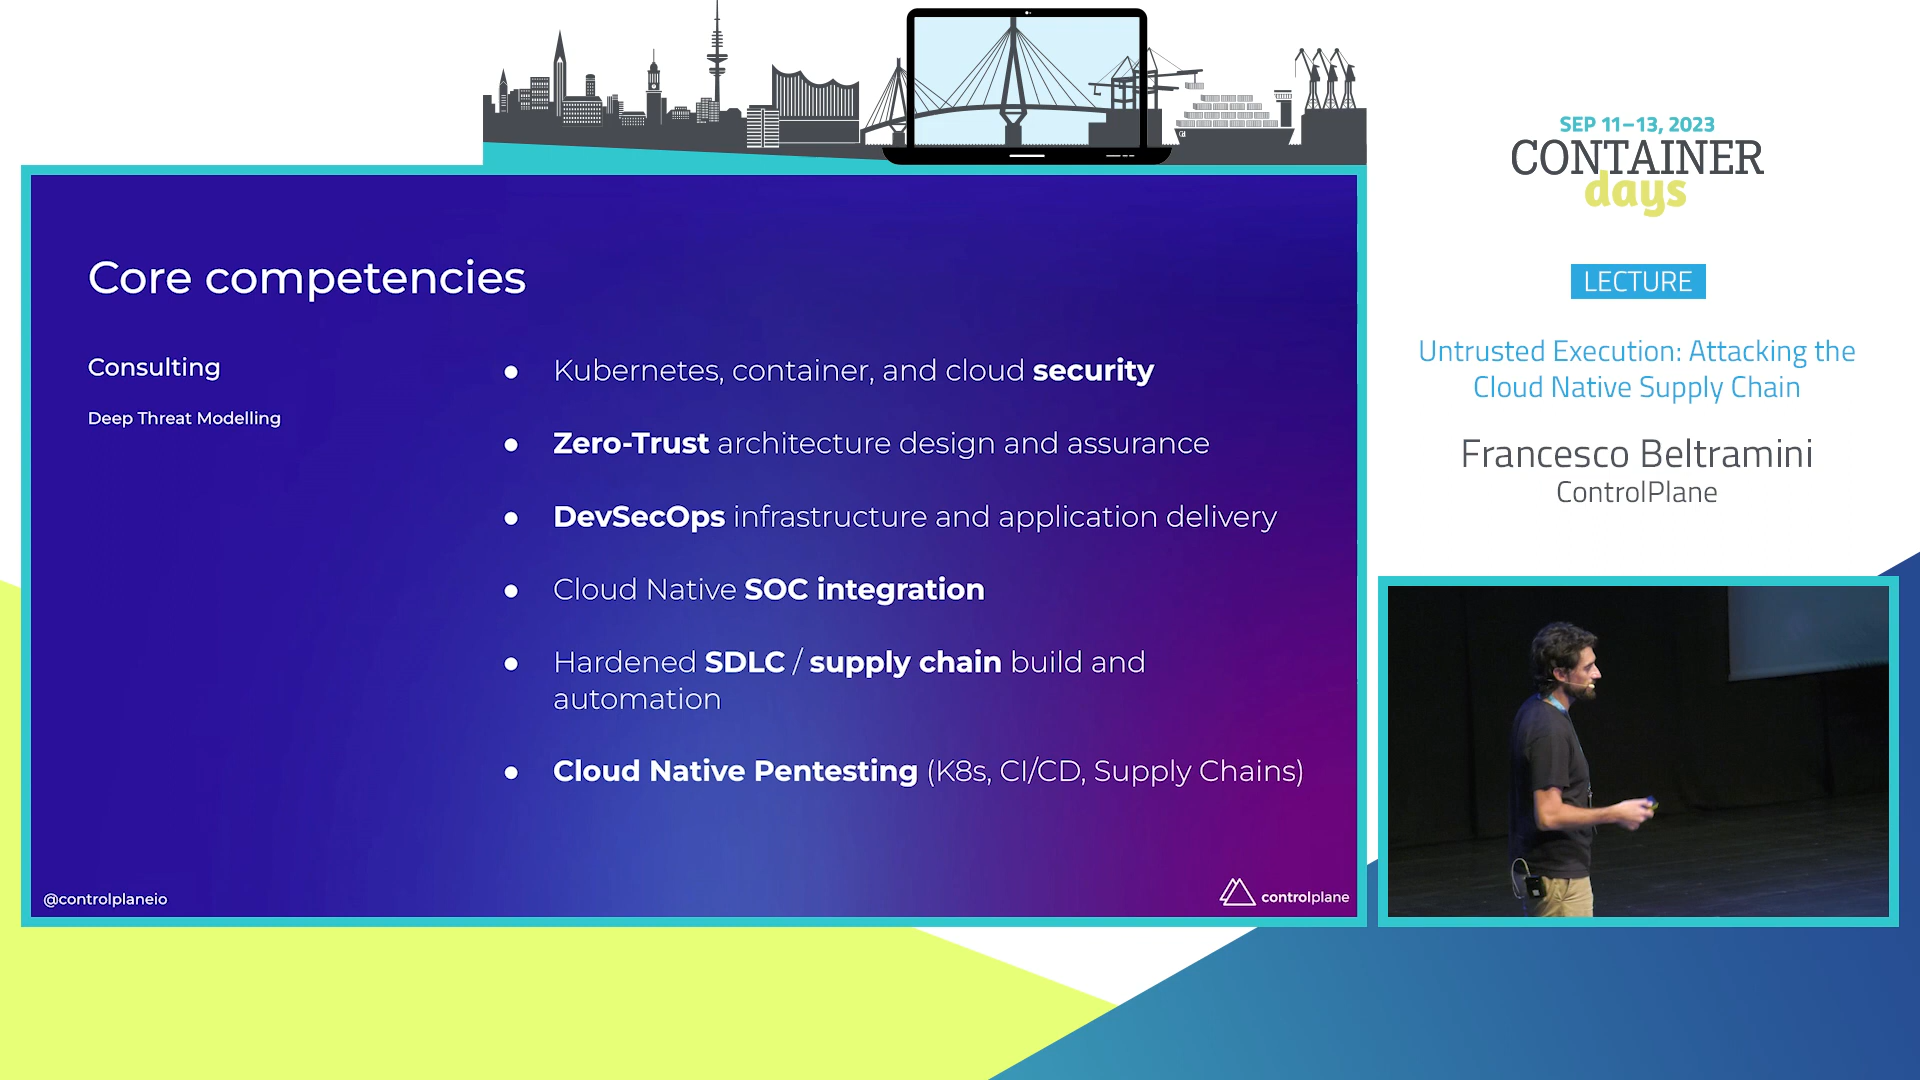 SEP 11–13, 2023
CONTAINER
days
LECTURE
Untrusted Execution: Attacking the
Cloud Native Supply Chain
Francesco Beltramini
ControlPlane
Core competencies
Consulting
Deep Threat Modelling
● Kubernetes, container, and cloud security
● Zero-Trust architecture design and assurance
● DevSecOps infrastructure and application delivery
● Cloud Native SOC integration
● Hardened SDLC / supply chain build and
automation
● Cloud Native Pentesting (K8s, CI/CD, Supply Chains)
@controlplaneio
controlplane